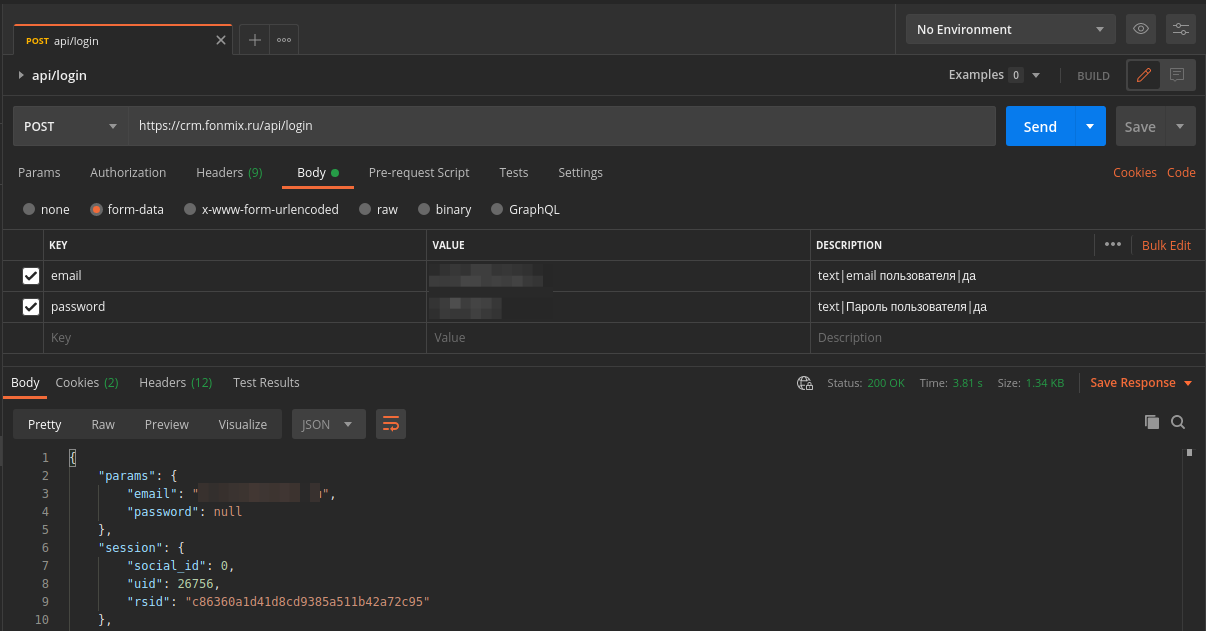 POST api/login
No Environment
api/login
Examples 0 BUILD
POST https://crm.fonmix.ru/api/login Send Save
Params Authorization Headers (9) Body Pre-request Script Tests Settings Cookies Code
none form-data x-www-form-urlencoded raw binary GraphQL
KEY VALUE DESCRIPTION Bulk Edit
email text|email пользователя|да
password text|Пароль пользователя|да
Key Value Description
Body Cookies (2) Headers (12) Test Results Status: 200 OK Time: 3.81 s Size: 1.34 KB Save Response
Pretty Raw Preview Visualize JSON
1 {
2 "params": {
3 "email": "",
4 "password": null
5 },
6 "session": {
7 "social_id": 0,
8 "uid": 26756,
9 "rsid": "c86360a1d41d8cd9385a511b42a72c95"
10 },